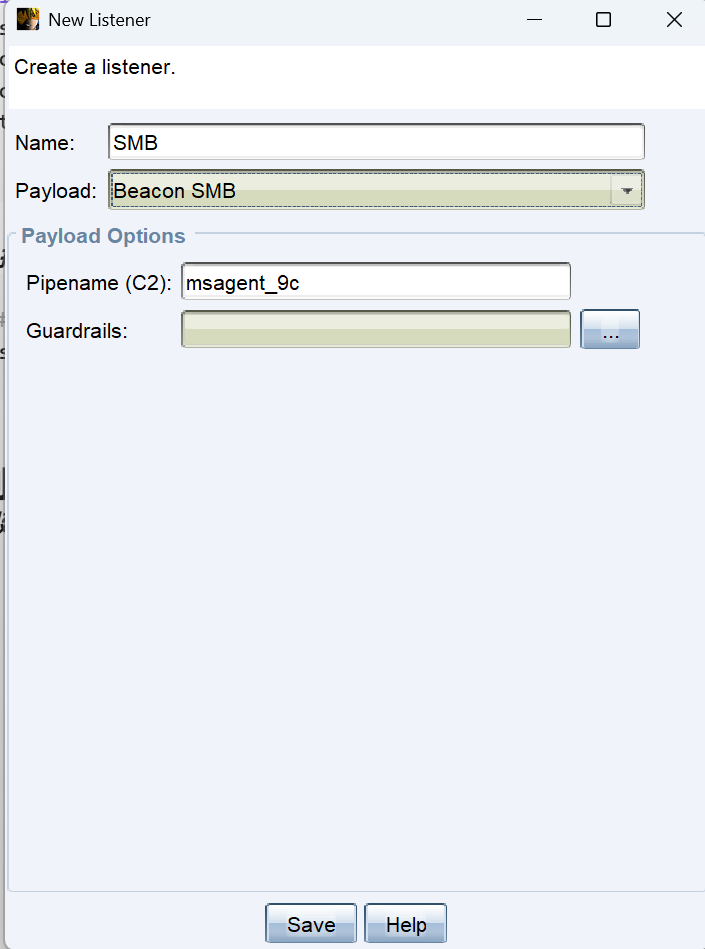 New Listener
Create a listener.
Name: SMB
Payload: Beacon SMB
Payload Options
Pipename (C2): msagent_9c
Guardrails:
...
Save Help